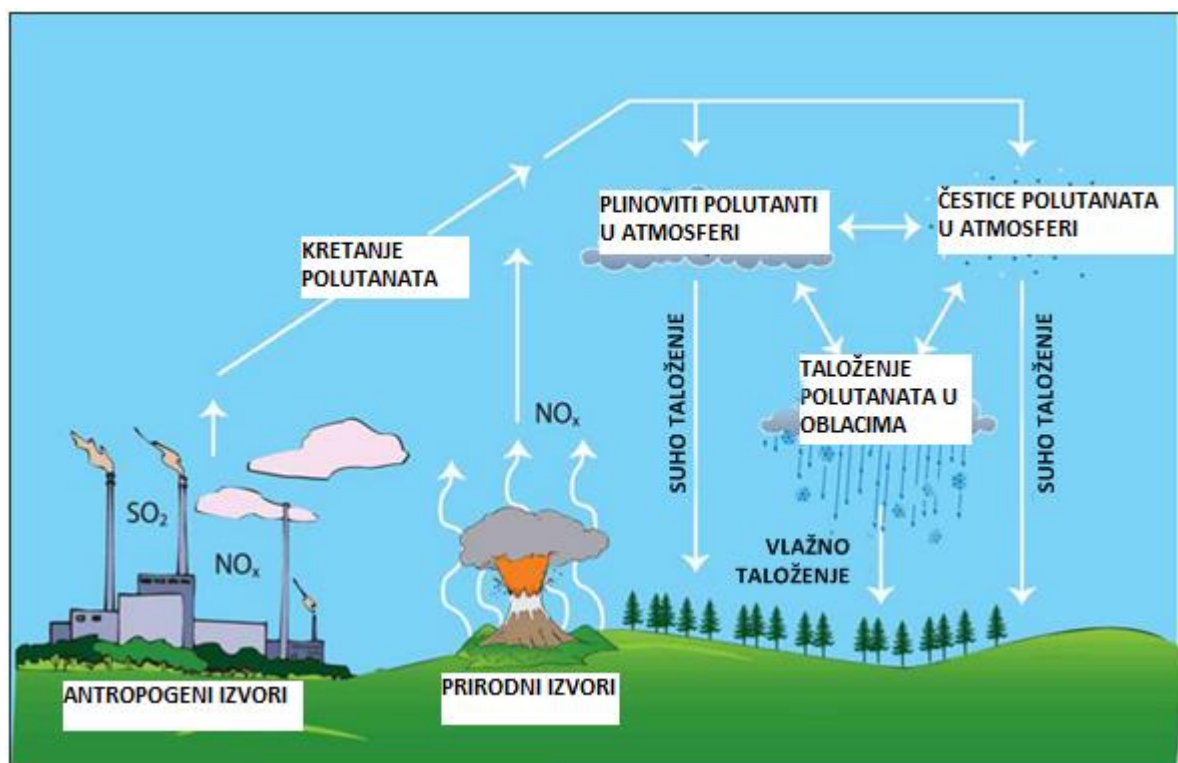 PLINOVITI POLUTANTI
U ATMOSFERI
ČESTICE POLUTANATA
U ATMOSFERI
KRETANJE
POLUTANATA
SUHO TALOŽENJE
TALOŽENJE
POLUTANATA U
OBLACIMA
SUHO TALOŽENJE
NOₓ
SO₂
NOₓ
VLAŽNO
TALOŽENJE
ANTROPOGENI IZVORI
PRIRODNI IZVORI